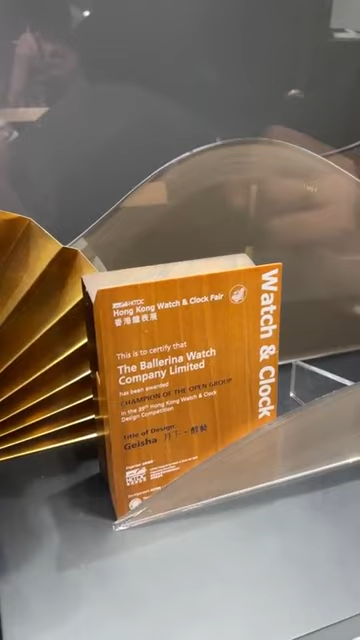 HKTDC
Hong Kong Watch & Clock Fair
香港鐘表展
Watch & Clock
This is to certify that
The Ballerina Watch
Company Limited
has been awarded
CHAMPION OF THE OPEN GROUP
in the 39th Hong Kong Watch & Clock
Design Competition
Title of Design:
Geisha